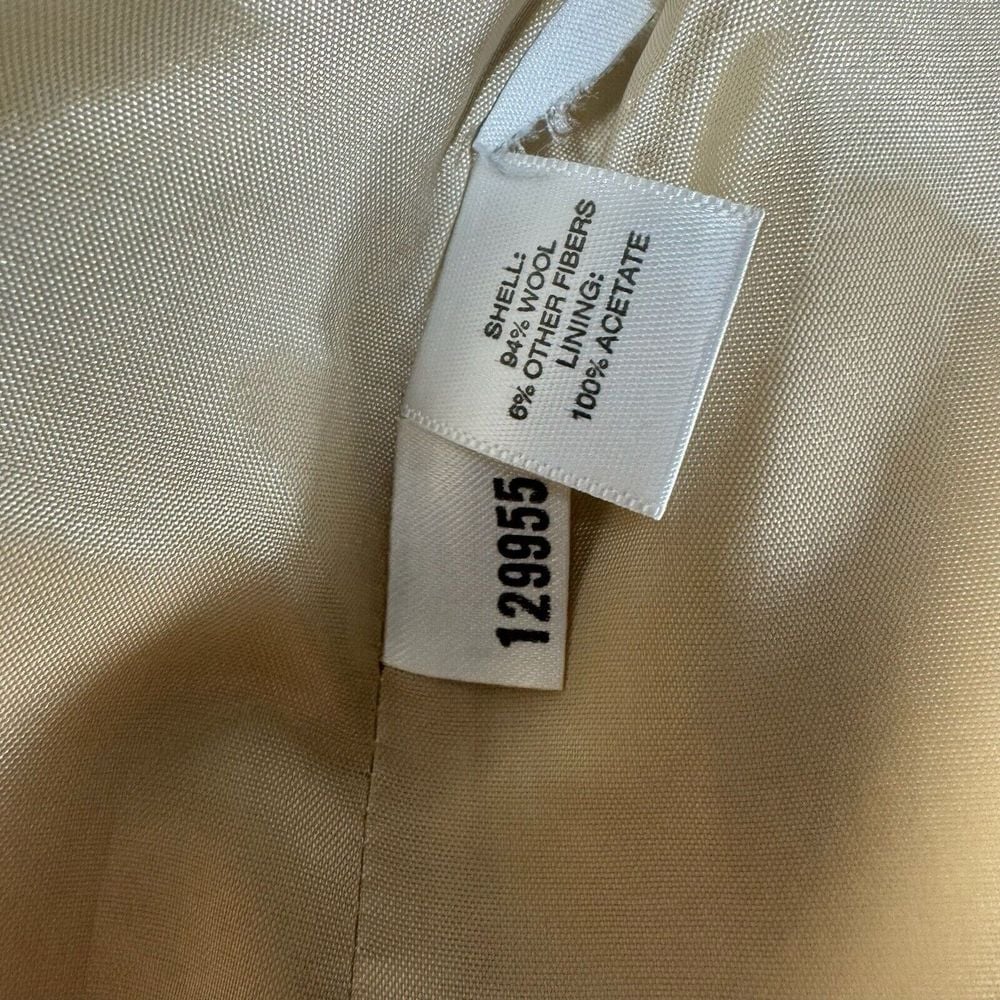 SHELL:
94% WOOL
6% OTHER FIBERS
LINING:
100% ACETATE
129955